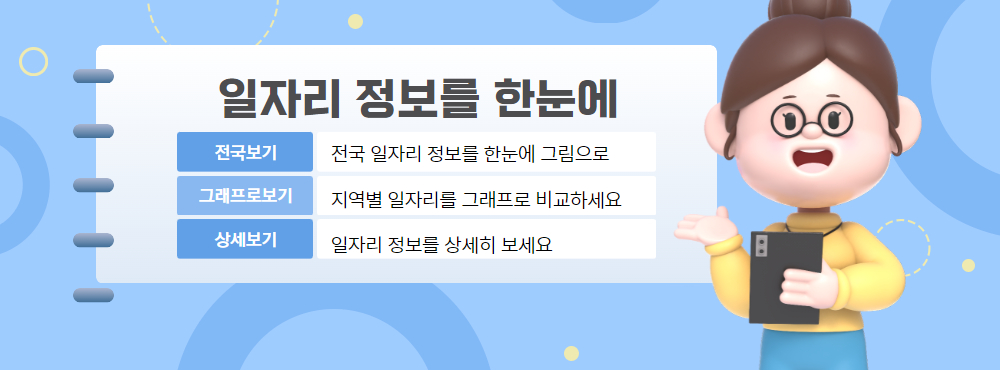 일자리 정보를 한눈에
전국보기 전국 일자리 정보를 한눈에 그림으로
그래프로보기 지역별 일자리를 그래프로 비교하세요
상세보기 일자리 정보를 상세히 보세요